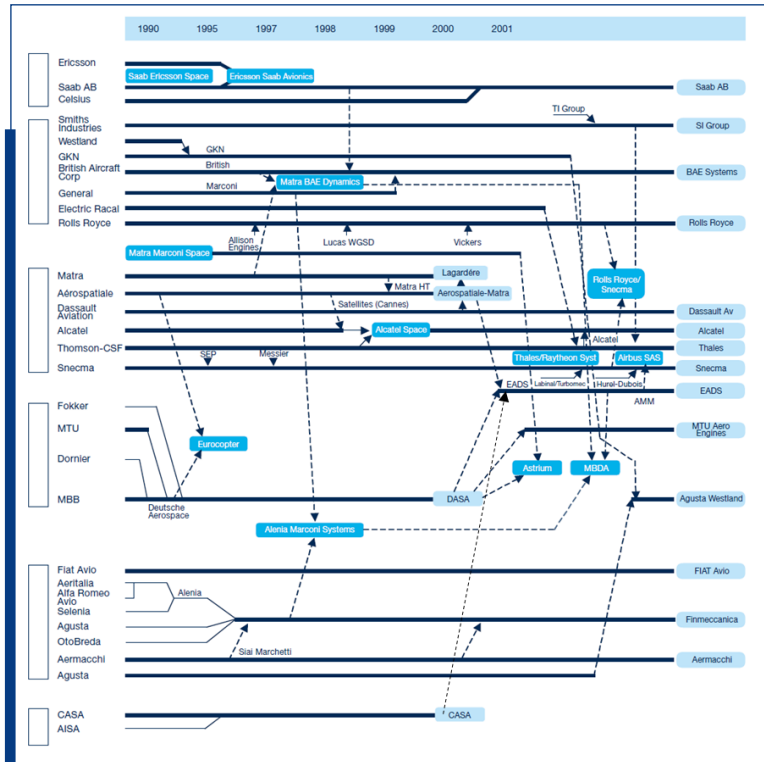 1990 1995 1997 1998 1999 2000 2001
Ericsson
Saab Ericsson Space
Ericsson Saab Avionics
Saab AB
Saab AB
Celsius
Smiths
Industries
TI Group
SI Group
Westland
GKN
GKN
British Aircraft
Corp
British
BAE Systems
Matra BAE Dynamics
General
Marconi
Electric Racal
Rolls Royce
Rolls Royce
Allison
Engines
Lucas WGSD
Vickers
Matra Marconi Space
Matra
Lagardère
Matra HT
Rolls Royce/
Snecma
Aérospatiale
Aerospatiale-Matra
Satellites (Cannes)
Dassault
Aviation
Dassault Av
Alcatel
Alcatel Space
Alcatel
Alcatel
Thomson-CSF
Thales
SEP
Messier
Thales/Raytheon Syst
Airbus SAS
Snecma
Snecma
EADS
Labinal/Turbomec
Hurel-Dubois
EADS
AMM
Fokker
MTU
MTU Aero
Engines
Eurocopter
Dornier
Astrium
MBDA
MBB
Deutsche
Aerospace
DASA
Agusta Westland
Alenia Marconi Systems
Fiat Avio
FIAT Avio
Aeritalia
Alfa Romeo
Avio
Alenia
Selenia
Agusta
Finmeccanica
OtoBreda
Siai Marchetti
Aermacchi
Aermacchi
Agusta
CASA
CASA
AISA